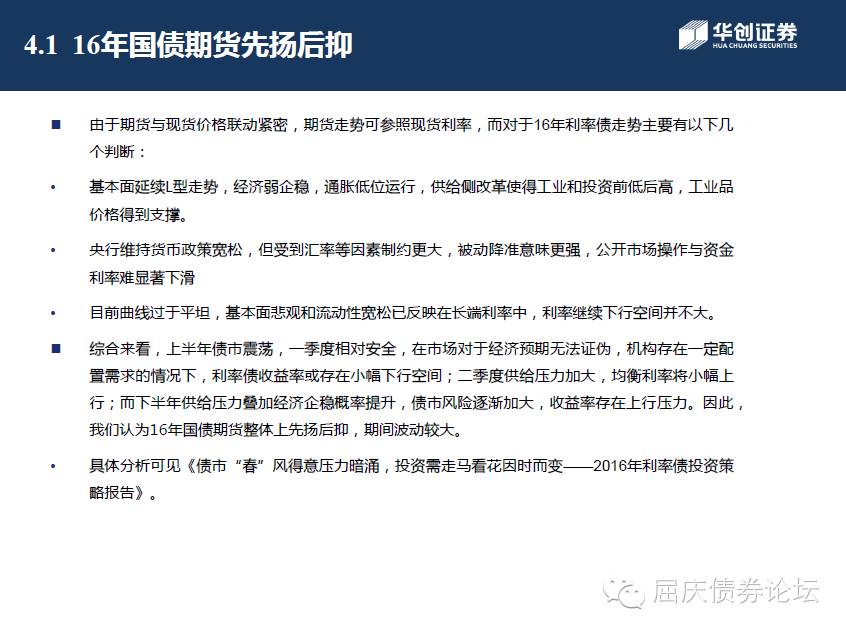 4.1 16年国债期货先扬后抑
华创证券
HUA CHUANG SECURITIES
■ 由于期货与现货价格联动紧密，期货走势可参照现货利率，而对于16年利率债走势主要有以下几
个判断：
• 基本面延续L型走势，经济弱企稳，通胀低位运行，供给侧改革使得工业和投资前低后高，工业品
价格得到支撑。
• 央行维持货币政策宽松，但受到汇率等因素制约更大，被动降准意味更强，公开市场操作与资金
利率难显著下滑
• 目前曲线过于平坦，基本面悲观和流动性宽松已反映在长端利率中，利率继续下行空间并不大。
■ 综合来看，上半年债市震荡，一季度相对安全，在市场对于经济预期无法证伪，机构存在一定配
置需求的情况下，利率债收益率或存在小幅下行空间；二季度供给压力加大，均衡利率将小幅上
行；而下半年供给压力叠加经济企稳概率提升，债市风险逐渐加大，收益率存在上行压力。因此，
我们认为16年国债期货整体上先扬后抑，期间波动较大。
• 具体分析可见《债市“春”风得意压力暗涌，投资需走马看花因时而变——2016年利率债投资策
略报告》。
屈庆债券论坛